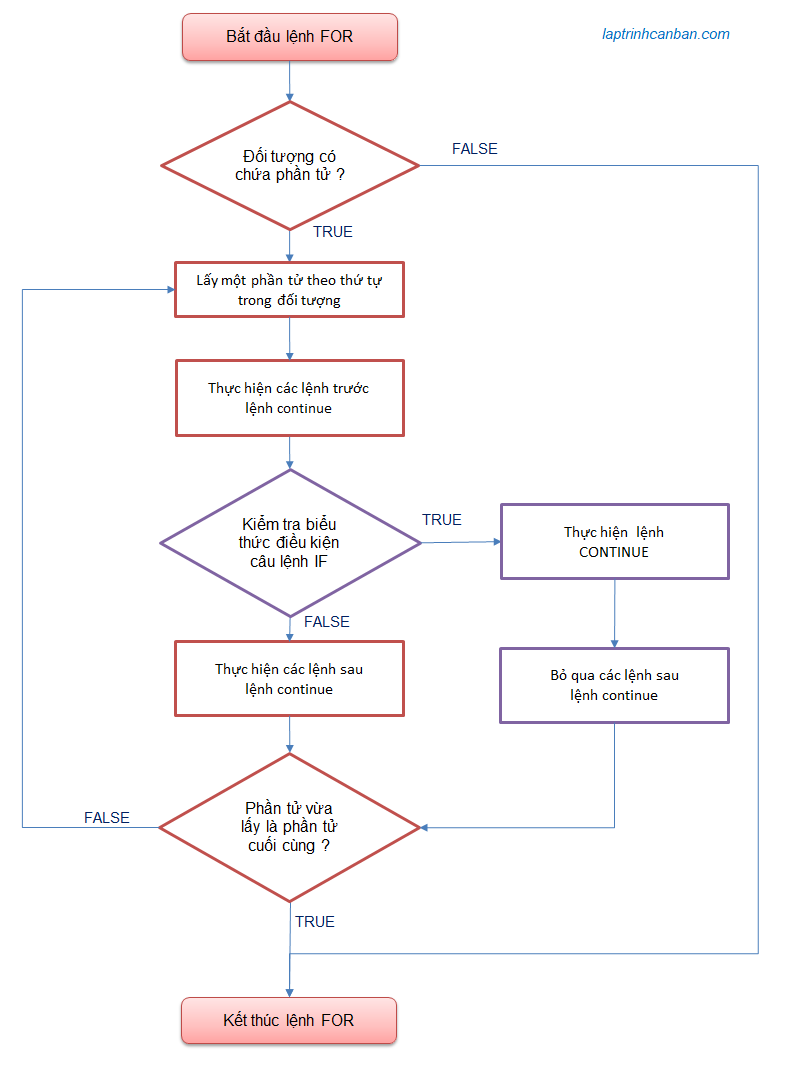 Bắt đầu lệnh FOR
laptrinhcanban.com
Đối tượng có
chứa phần tử ?
FALSE
TRUE
Lấy một phần tử theo thứ tự
trong đối tượng
Thực hiện các lệnh trước
lệnh continue
Kiểm tra biểu
thức điều kiện
câu lệnh IF
TRUE
Thực hiện lệnh
CONTINUE
FALSE
Thực hiện các lệnh sau
lệnh continue
Bỏ qua các lệnh sau
lệnh continue
Phần tử vừa
lấy là phần tử
cuối cùng ?
FALSE
TRUE
Kết thúc lệnh FOR